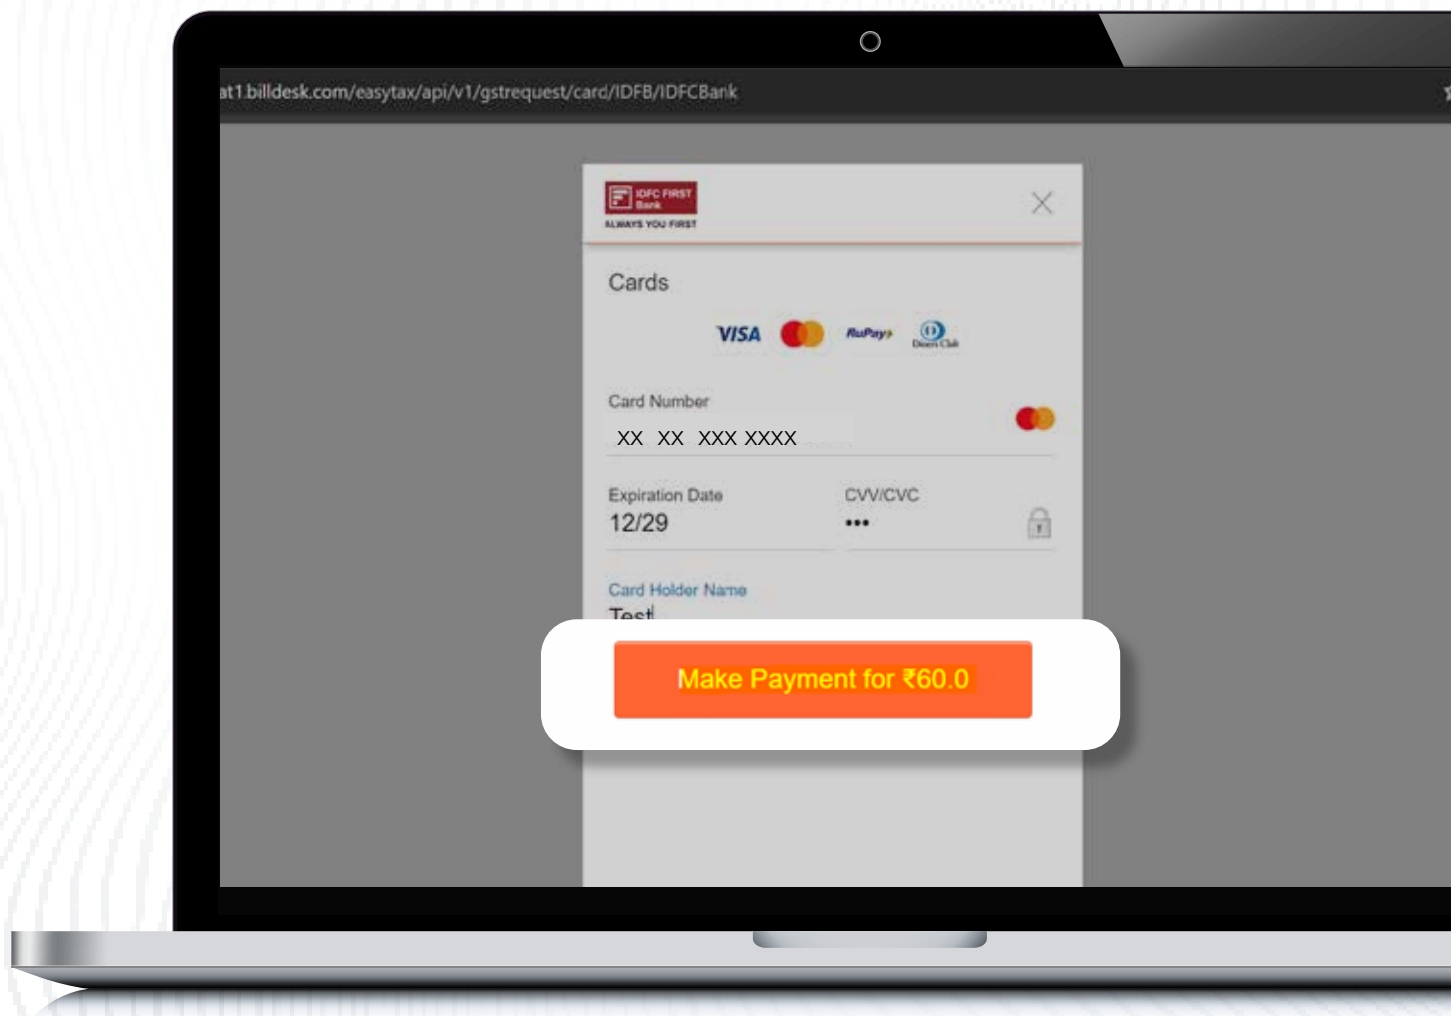 at1.billdesk.com/easytax/api/v1/gstrequest/card/IDFB/IDFCBank
IDFC FIRST
Bank
ALWAYS YOU FIRST
Cards
VISA RuPay Diners Club
Card Number
XX XX XXX XXXX
Expiration Date CVV/CVC
12/29 •••
Card Holder Name
Test
Make Payment for ₹60.0